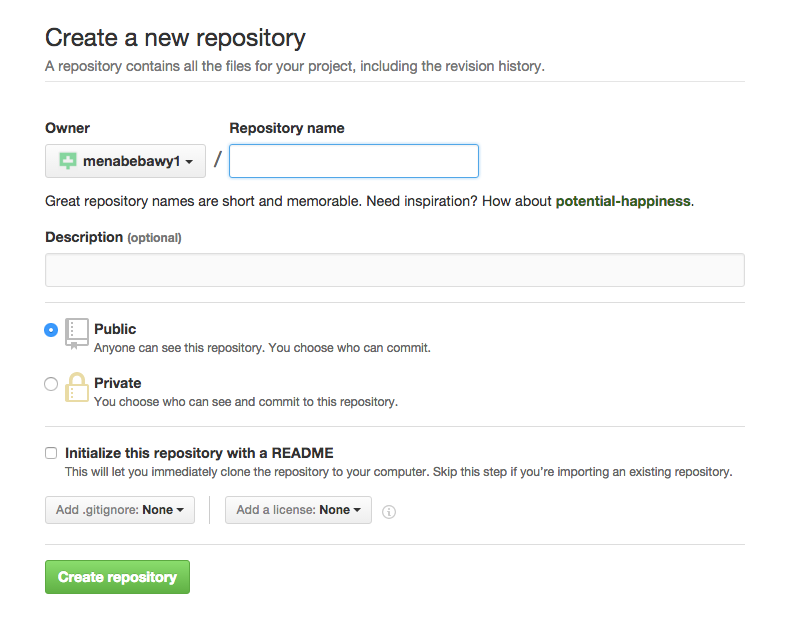 Create a new repository
A repository contains all the files for your project, including the revision history.
Owner Repository name
menabebawy1 /
Great repository names are short and memorable. Need inspiration? How about potential-happiness.
Description (optional)
Public
Anyone can see this repository. You choose who can commit.
Private
You choose who can see and commit to this repository.
Initialize this repository with a README
This will let you immediately clone the repository to your computer. Skip this step if you're importing an existing repository.
Add .gitignore: None Add a license: None
Create repository